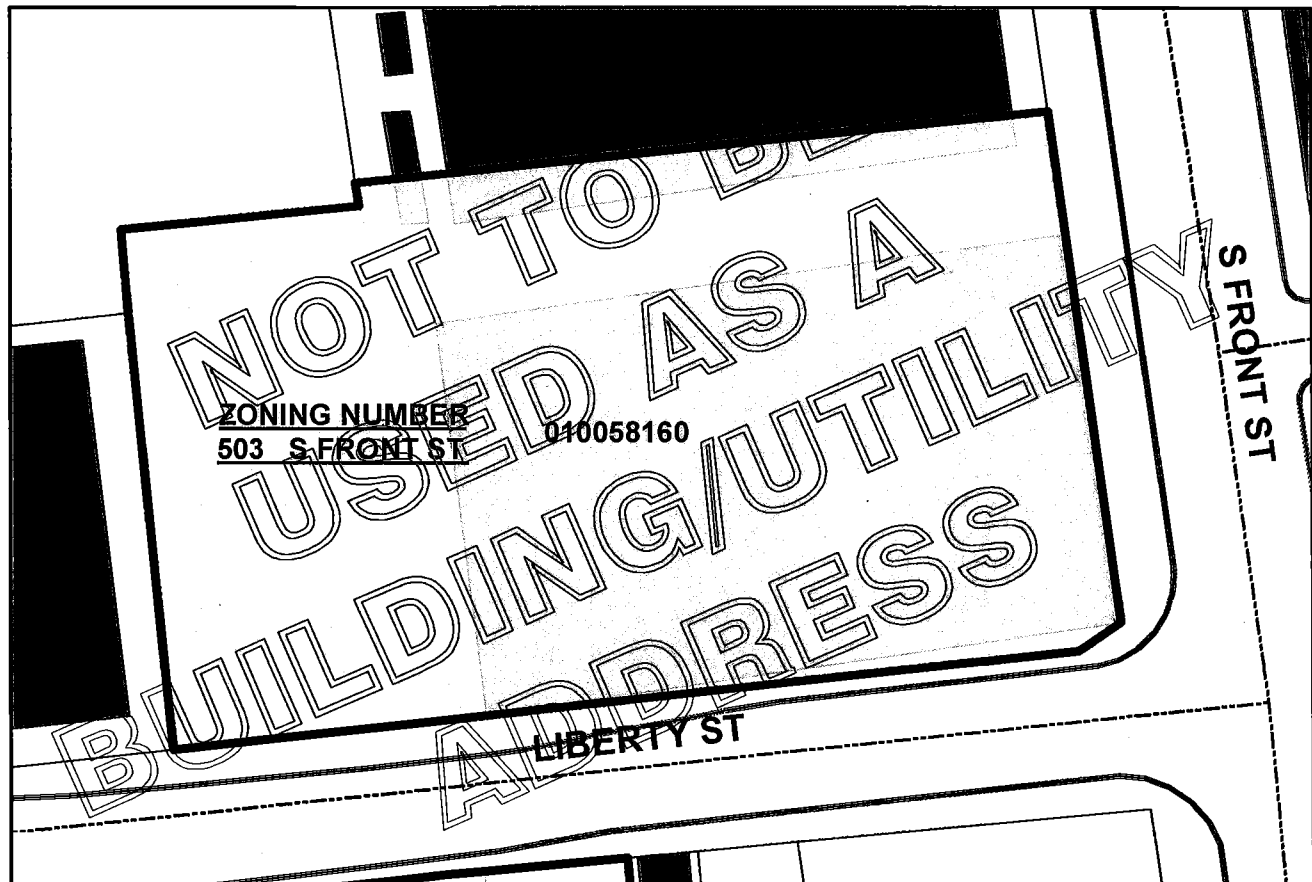 NOT TO BE
USED AS A
BUILDING/UTILITY
ADDRESS
ZONING NUMBER
503 S FRONT ST
010058160
S FRONT ST
LIBERTY ST